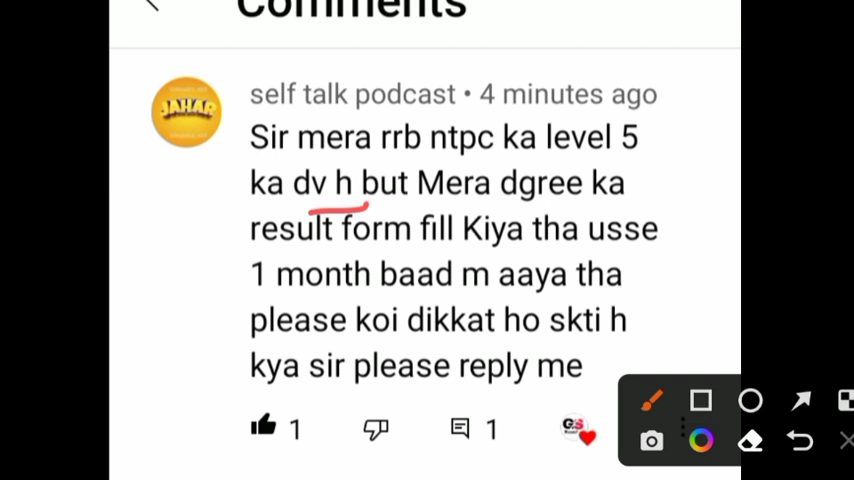 Comments
JAHAR
self talk podcast • 4 minutes ago
Sir mera rrb ntpc ka level 5
ka dv h but Mera dgree ka
result form fill Kiya tha usse
1 month baad m aaya tha
please koi dikkat ho skti h
kya sir please reply me
1
1
GS